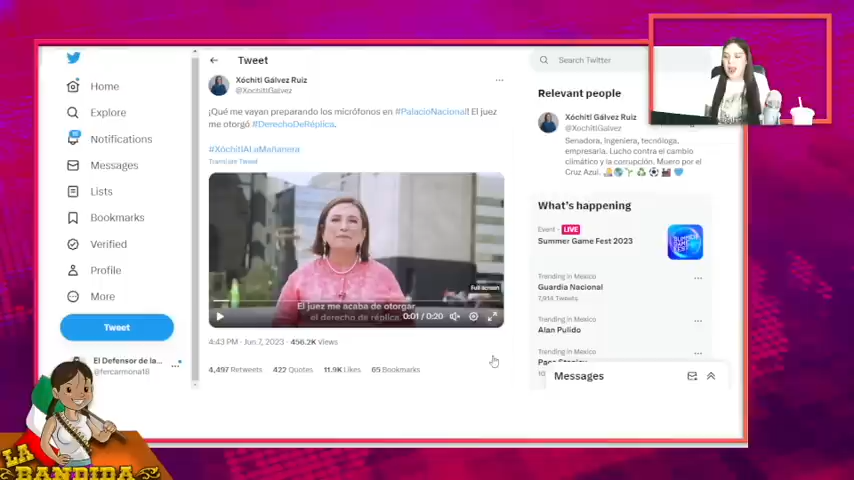 Home
Explore
Notifications
Messages
Lists
Bookmarks
Verified
Profile
More
Tweet
El Defensor de la...
@fercarmona18
Tweet
Xóchitl Gálvez Ruiz
@XochitlGalvez
¡Qué me vayan preparando los micrófonos en #PalacioNacional! El juez
me otorgó #DerechoDeRéplica.
#XóchitlALaMañanera
Translate Tweet
Full screen
El juez me acaba de otorgar
el derecho de réplica.
0:01 / 0:20
4:43 PM · Jun 7, 2023 · 456.2K Views
4,497 Retweets 422 Quotes 11.9K Likes 65 Bookmarks
Search Twitter
Relevant people
Xóchitl Gálvez Ruiz
@XochitlGalvez
Senadora, ingeniera, tecnóloga,
empresaria. Lucho contra el cambio
climático y la corrupción. Muero por el
Cruz Azul.
What's happening
Event · LIVE
Summer Game Fest 2023
SUMMER
GAME
FEST
Trending in Mexico
Guardia Nacional
7,914 Tweets
Trending in Mexico
Alan Pulido
Trending in Mexico
Messages
LA
BANDIDA